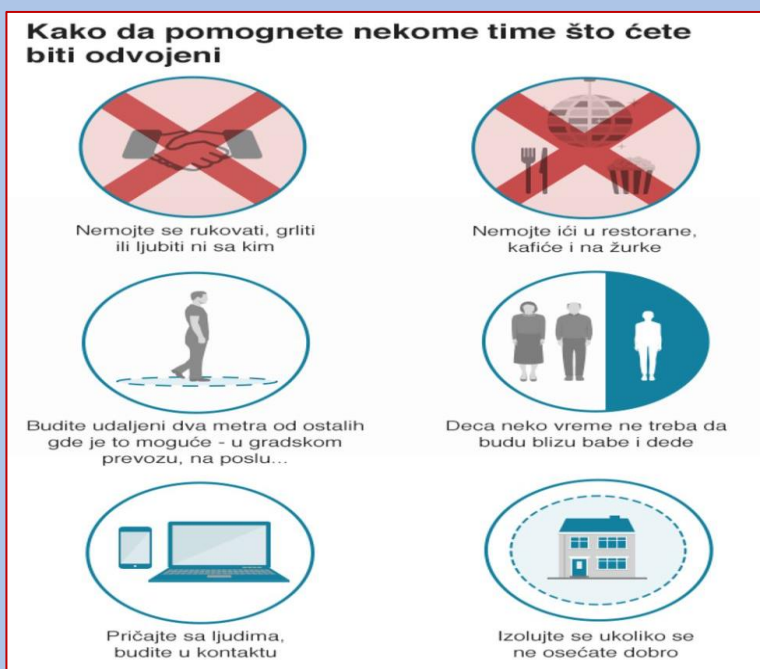 Kako da pomognete nekome time što ćete
biti odvojeni
Nemojte se rukovati, grliti
ili ljubiti ni sa kim
Nemojte ići u restorane,
kafiće i na žurke
Budite udaljeni dva metra od ostalih
gde je to moguće - u gradskom
prevozu, na poslu...
Deca neko vreme ne treba da
budu blizu babe i dede
Pričajte sa ljudima,
budite u kontaktu
Izolujte se ukoliko se
ne osećate dobro